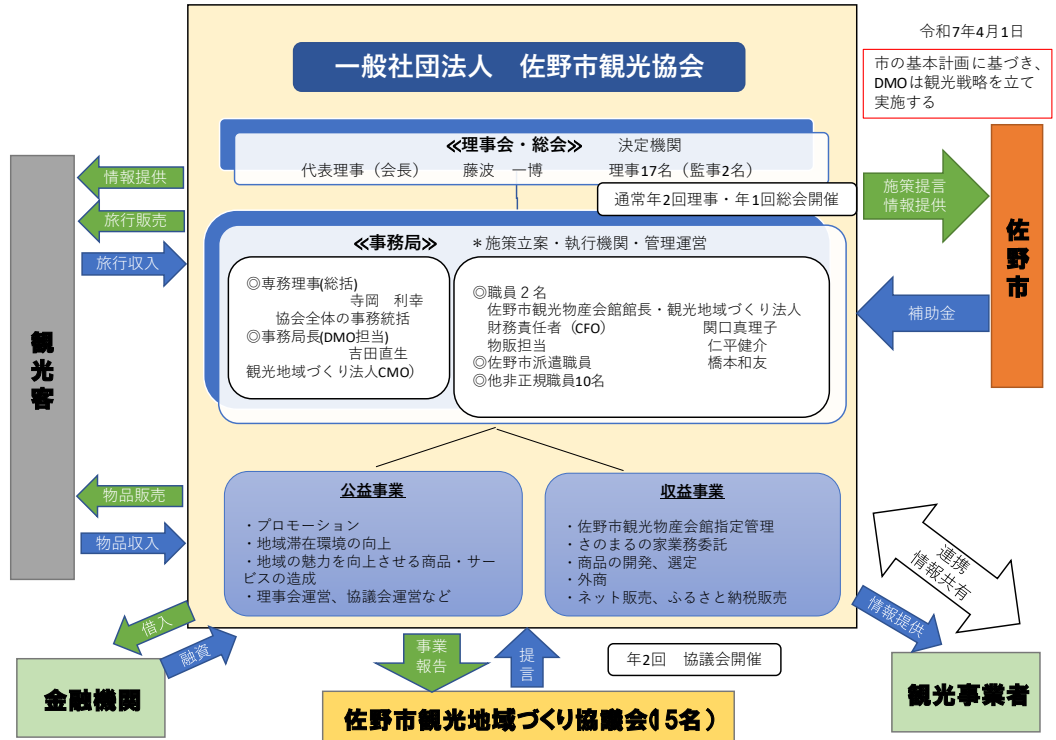 令和7年4月1日
市の基本計画に基づき、
DMOは観光戦略を立て
実施する
一般社団法人 佐野市観光協会
≪理事会・総会≫ 決定機関
代表理事（会長） 藤波 一博 理事17名（監事2名）
通常年2回理事・年1回総会開催
≪事務局≫ ＊施策立案・執行機関・管理運営
◎専務理事(総括)
寺岡 利幸
協会全体の事務統括
◎事務局長(DMO担当)
吉田直生
観光地域づくり法人CMO）
◎職員２名
佐野市観光物産会館館長・観光地域づくり法人
財務責任者（CFO） 関口真理子
物販担当 仁平健介
◎佐野市派遣職員 橋本和友
◎他非正規職員10名
公益事業
・プロモーション
・地域滞在環境の向上
・地域の魅力を向上させる商品・サー
ビスの造成
・理事会運営、協議会運営など
収益事業
・佐野市観光物産会館指定管理
・さのまるの家業務委託
・商品の開発、選定
・外商
・ネット販売、ふるさと納税販売
観光客
情報提供
旅行販売
旅行収入
物品販売
物品収入
施策提言
情報提供
佐野市
補助金
連携
情報共有
情報提供
観光事業者
借入
融資
金融機関
事業
報告
提言
年2回 協議会開催
佐野市観光地域づくり協議会（15名）